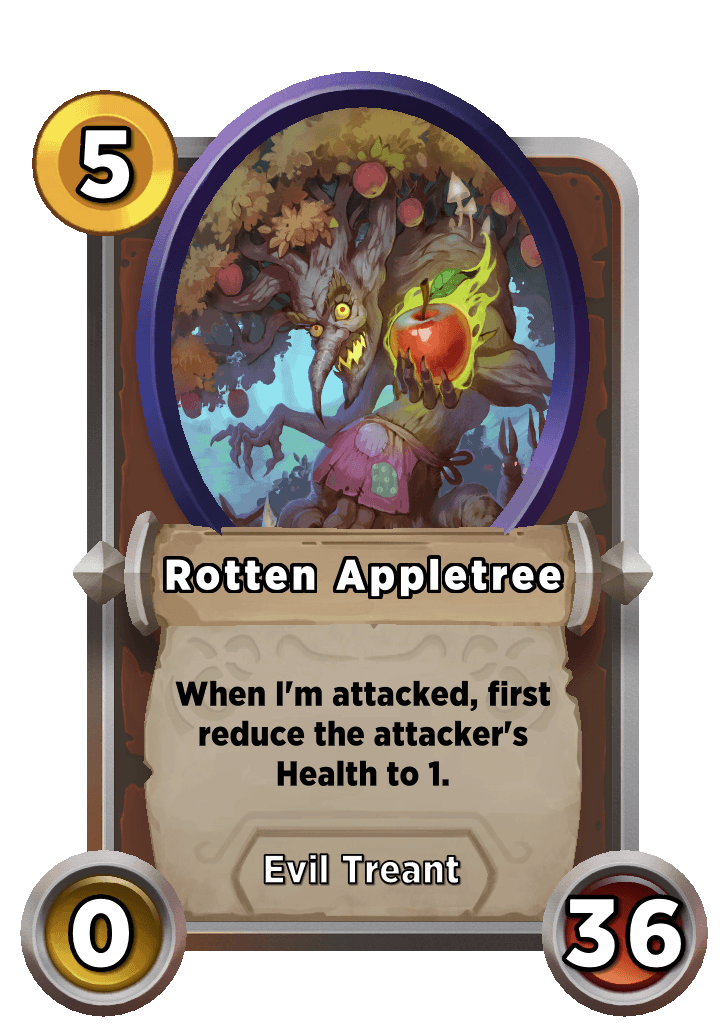 5
Rotten Appletree
When I'm attacked, first
reduce the attacker's
Health to 1.
Evil Treant
0
36